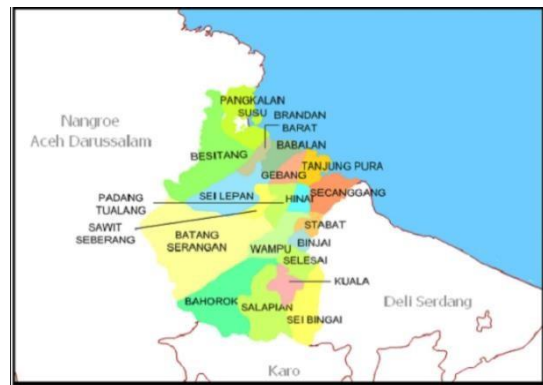 PANGKALAN
SUSU
BRANDAN
BARAT
Nangroe
Aceh Darussalam
BABALAN
BESITANG
TANJUNG PURA
GEBANG
PADANG
TUALANG
SEI LEPAN
HINAI
SECANGGANG
SAWIT
SEBERANG
BATANG
SERANGAN
STABAT
WAMPU
BINJAI
SELESAI
KUALA
BAHOROK
SALAPIAN
SEI BINGAI
Deli Serdang
Karo